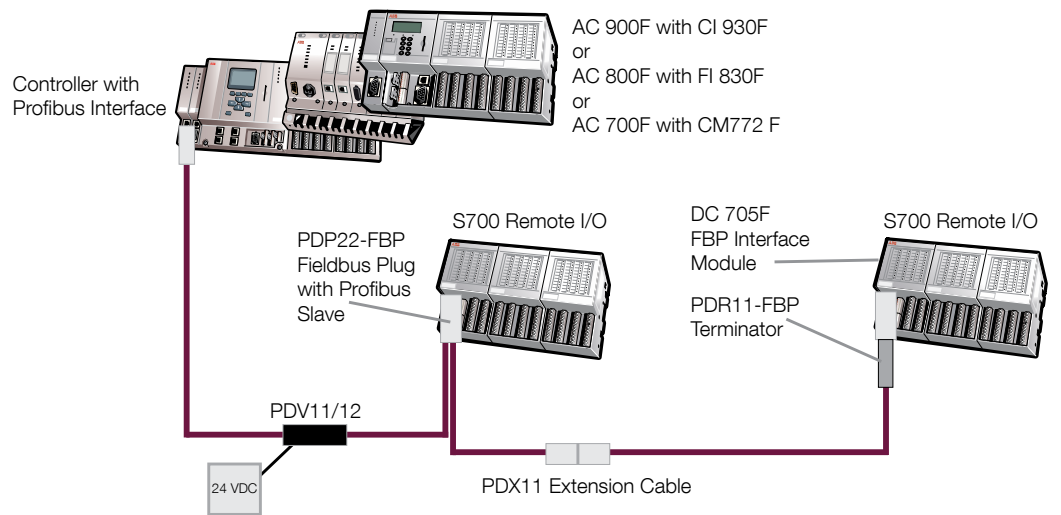 AC 900F with CI 930F
or
AC 800F with FI 830F
or
AC 700F with CM772 F
Controller with
Profibus Interface
PDP22-FBP
Fieldbus Plug
with Profibus
Slave
S700 Remote I/O
DC 705F
FBP Interface
Module
S700 Remote I/O
PDR11-FBP
Terminator
PDV11/12
24 VDC
PDX11 Extension Cable